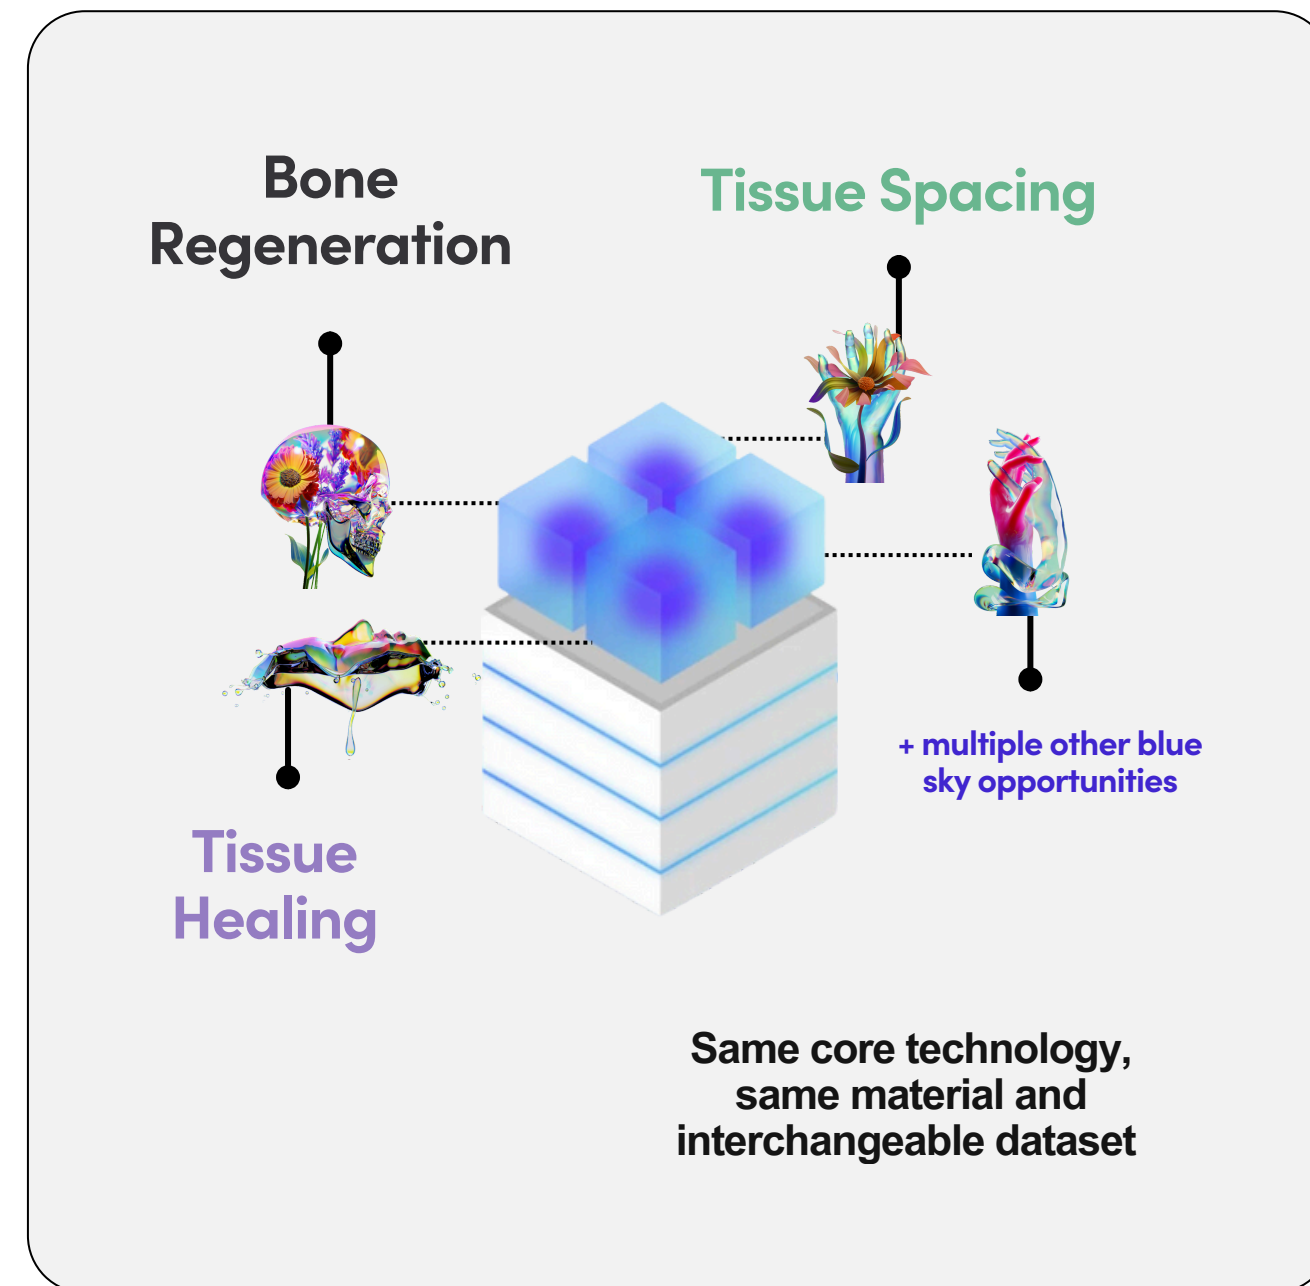 Bone
Regeneration
Tissue Spacing
+ multiple other blue
sky opportunities
Tissue
Healing
Same core technology,
same material and
interchangeable dataset